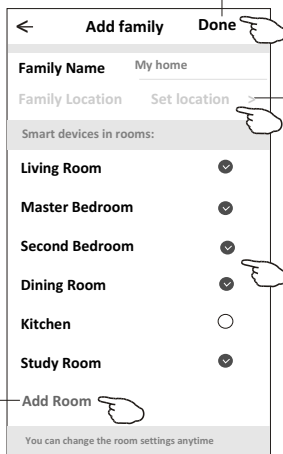 Add family Done
Family Name My home
Family Location Set location >
Smart devices in rooms:
Living Room
Master Bedroom
Second Bedroom
Dining Room
Kitchen
Study Room
Add Room
You can change the room settings anytime